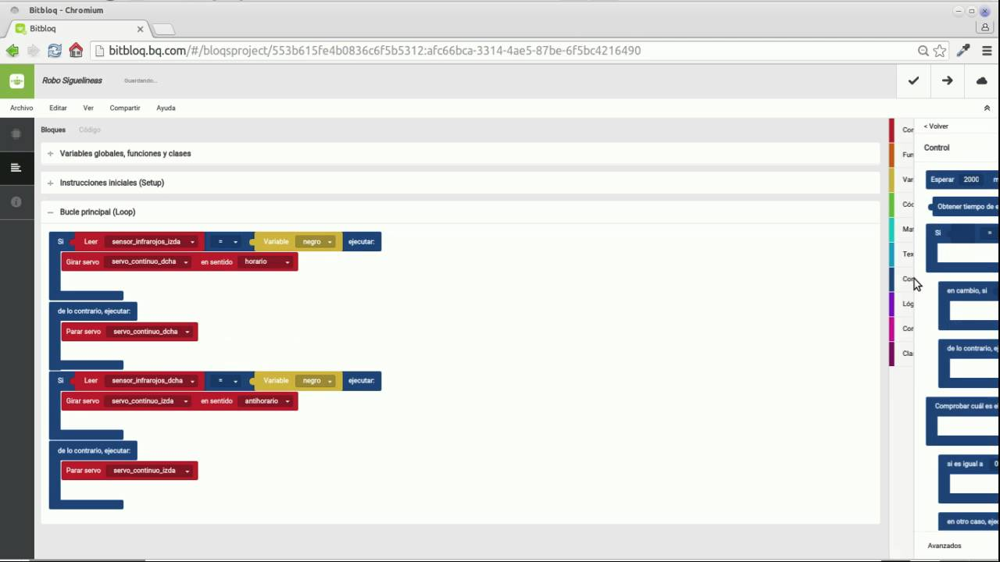 Bitbloq - Chromium
Bitbloq
bitbloq.bq.com/#/bloqsproject/553b615fe4b0836c6f5b5312:afc66bca-3314-4ae5-87be-6f5bc4216490
Robo Siguelineas
Guardando...
Archivo Editar Ver Compartir Ayuda
Bloques Código
+ Variables globales, funciones y clases
+ Instrucciones iniciales (Setup)
– Bucle principal (Loop)
Si Leer sensor_infrarojos_izda = Variable negro ejecutar:
Girar servo servo_continuo_dcha en sentido horario
de lo contrario, ejecutar:
Parar servo servo_continuo_dcha
Si Leer sensor_infrarojos_dcha = Variable negro ejecutar:
Girar servo servo_continuo_izda en sentido antihorario
de lo contrario, ejecutar:
Parar servo servo_continuo_izda
Con
Fun
Var
Cód
Mat
Tex
Con
Lóg
Con
Cla
< Volver
Control
Esperar 2000 m
Obtener tiempo de e
Si =
en cambio, si
de lo contrario, ej
Comprobar cuál es el
si es igual a 0
en otro caso, ejec
Avanzados